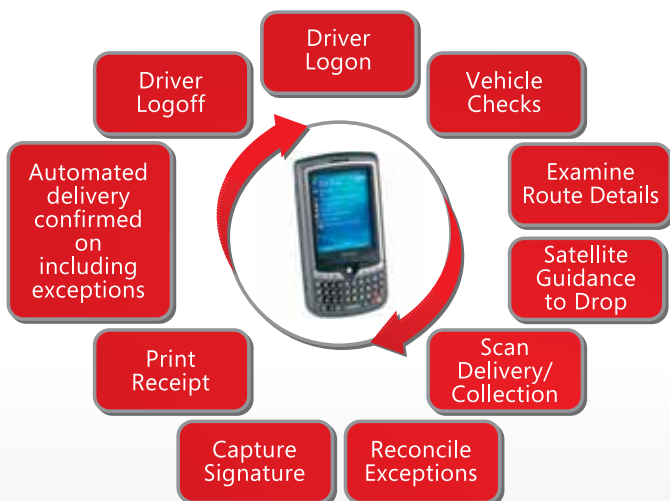 Driver
Logon
Vehicle
Checks
Examine
Route Details
Satellite
Guidance
to Drop
Scan
Delivery/
Collection
Reconcile
Exceptions
Capture
Signature
Print
Receipt
Automated
delivery
confirmed
on
including
exceptions
Driver
Logoff